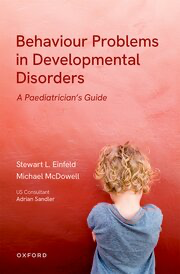 Behaviour Problems
in Developmental
Disorders
A Paediatrician's Guide
Stewart L. Einfeld
Michael McDowell
US Consultant
Adrian Sandler
OXFORD